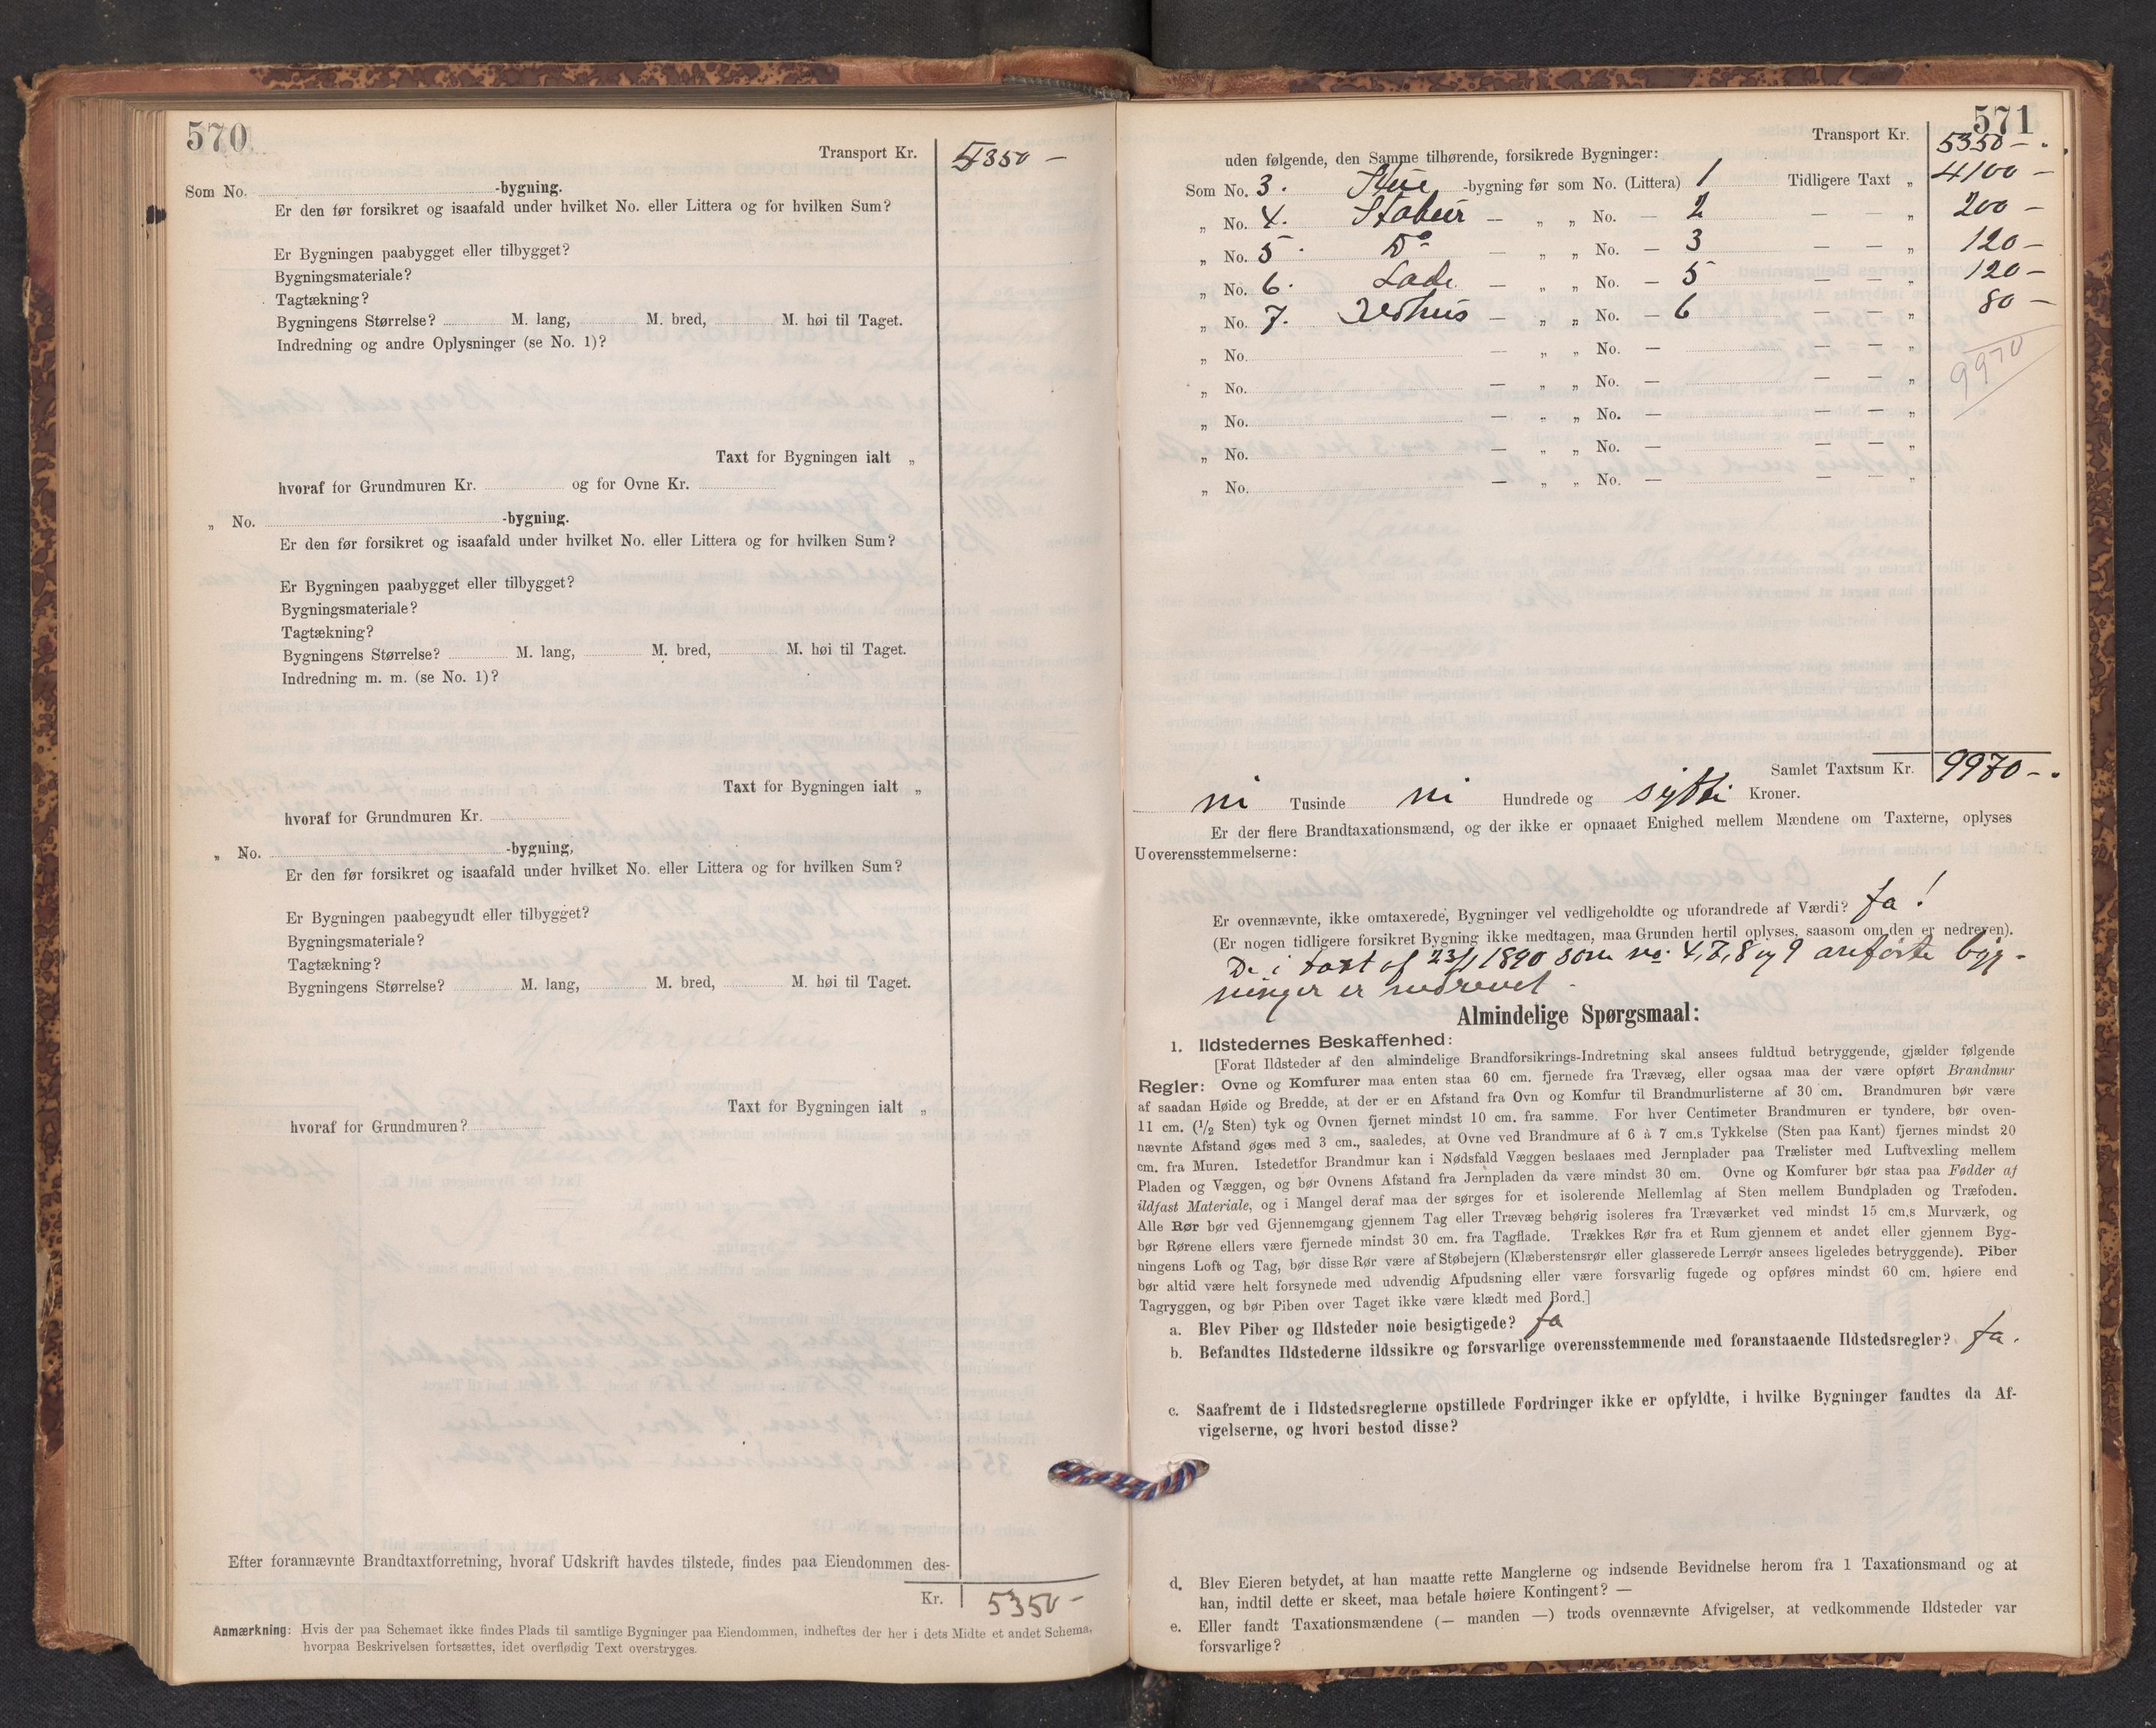 570
Transport Kr. 5350 —
Som No. -bygning.
Er den før forsikret og isaafald under hvilket No. eller Littera og for hvilken Sum?
Er Bygningen paabygget eller tilbygget?
Bygningsmateriale?
Tagtækning?
Bygningens Størrelse? M. lang, M. bred, M. høi til Taget.
Indredning og andre Oplysninger (se No. 1)?
Taxt for Bygningen ialt „
hvoraf for Grundmuren Kr. og for Ovne Kr.
„ No. -bygning.
Er den før forsikret og isaafald under hvilket No. eller Littera og for hvilken Sum?
Er Bygningen paabygget eller tilbygget?
Bygningsmateriale?
Tagtækning?
Bygningens Størrelse? M. lang, M. bred, M. høi til Taget.
Indredning m. m. (se No. 1)?
Taxt for Bygningen ialt „
hvoraf for Grundmuren Kr.
„ No. -bygning,
Er den før forsikret og isaafald under hvilket No. eller Littera og for hvilken Sum?
Er Bygningen paabegyudt eller tilbygget?
Bygningsmateriale?
Tagtækning?
Bygningens Størrelse? M. lang, M. bred, M. høi til Taget.
Taxt for Bygningen ialt „
hvoraf for Grundmuren?
Efter forannævnte Brandtaxtforretning, hvoraf Udskrift havdes tilstede, findes paa Eiendommen des-
Kr. 5350 —
Anmærkning: Hvis der paa Schemaet ikke findes Plads til samtlige Bygninger paa Eiendommen, indheftes der her i dets Midte et andet Schema,
hvorpaa Beskrivelsen fortsættes, idet overflødig Text overstryges.
571
Transport Kr. 5350 —
uden følgende, den Samme tilhørende, forsikrede Bygninger:
Som No. 3. Stue -bygning før som No. (Littera) 1 Tidligere Taxt „ 4100 —
„ No. 4. Stabur — „ „ No. — 2 — — „ 200 —
„ No. 5. Do — „ „ No. — 3 — — „ 120 —
„ No. 6. Lade — „ „ No. — 5 — — „ 120 —
„ No. 7. Ildhus — „ „ No. — 6 — — „ 80 —
„ No. — „ „ No. — — — „
9970
„ No. — „ „ No. — — — „
„ No. — „ „ No. — — — „
„ No. — „ „ No. — — — „
„ No. — „ „ No. — — — „
Samlet Taxtsum Kr. 9970 —
ni Tusinde ni Hundrede og sytti Kroner.
Er der flere Brandtaxationsmænd, og der ikke er opnaaet Enighed mellem Mændene om Taxterne, oplyses
Uoverensstemmelserne:
Er ovennævnte, ikke omtaxerede, Bygninger vel vedligeholdte og uforandrede af Værdi? Ja!
(Er nogen tidligere forsikret Bygning ikke medtagen, maa Grunden hertil oplyses, saasom om den er nedreven).
De i taxt af 23/1 1890 som no: 4, 7, 8 og 9 anførte byg-
ninger er nedrevet.
Almindelige Spørgsmaal:
1. Ildstedernes Beskaffenhed:
[Forat Ildsteder af den almindelige Brandforsikrings-Indretning skal ansees fuldtud betryggende, gjælder følgende
Regler: Ovne og Komfurer maa enten staa 60 cm. fjernede fra Trævæg, eller ogsaa maa der være opført Brandmur
af saadan Høide og Bredde, at der er en Afstand fra Ovn og Komfur til Brandmurlisterne af 30 cm. Brandmuren bør være
11 cm. (1/2 Sten) tyk og Ovnen fjernet mindst 10 cm. fra samme. For hver Centimeter Brandmuren er tyndere, bør oven-
nævnte Afstand øges med 3 cm., saaledes, at Ovne ved Brandmure af 6 à 7 cm.s Tykkelse (Sten paa Kant) fjernes mindst 20
cm. fra Muren. Istedetfor Brandmur kan i Nødsfald Væggen beslaaes med Jernplader paa Trælister med Luftvexling mellem
Pladen og Væggen, og bør Ovnens Afstand fra Jernpladen da være mindst 30 cm. Ovne og Komfurer bør staa paa Fødder af
ildfast Materiale, og i Mangel deraf maa der sørges for et isolerende Mellemlag af Sten mellem Bundpladen og Træfoden.
Alle Rør bør ved Gjennemgang gjennem Tag eller Trævæg behørig isoleres fra Træværket ved mindst 15 cm.s Murværk, og
bør Rørene ellers være fjernede mindst 30 cm. fra Tagflade. Trækkes Rør fra et Rum gjennem et andet eller gjennem Byg-
ningens Loft og Tag, bør disse Rør være af Støbejern (Klæberstensrør eller glasserede Lerrør ansees ligeledes betryggende). Piber
bør altid være helt forsynede med udvendig Afpudsning eller være forsvarlig fugede og opføres mindst 60 cm. høiere end
Tagryggen, og bør Piben over Taget ikke være klædt med Bord.]
a. Blev Piber og Ildsteder nøie besigtigede? Ja
b. Befandtes Ildstederne ildssikre og forsvarlige overensstemmende med foranstaaende Ildstedsregler? Ja.
c. Saafremt de i Ildstedsreglerne opstillede Fordringer ikke er opfyldte, i hvilke Bygninger fandtes da Af-
vigelserne, og hvori bestod disse?
d. Blev Eieren betydet, at han maatte rette Manglerne og indsende Bevidnelse herom fra 1 Taxationsmand og at
han, indtil dette er skeet, maa betale høiere Kontingent? —
e. Eller fandt Taxationsmændene (— manden —) trods ovennævnte Afvigelser, at vedkommende Ildsteder var
forsvarlige?